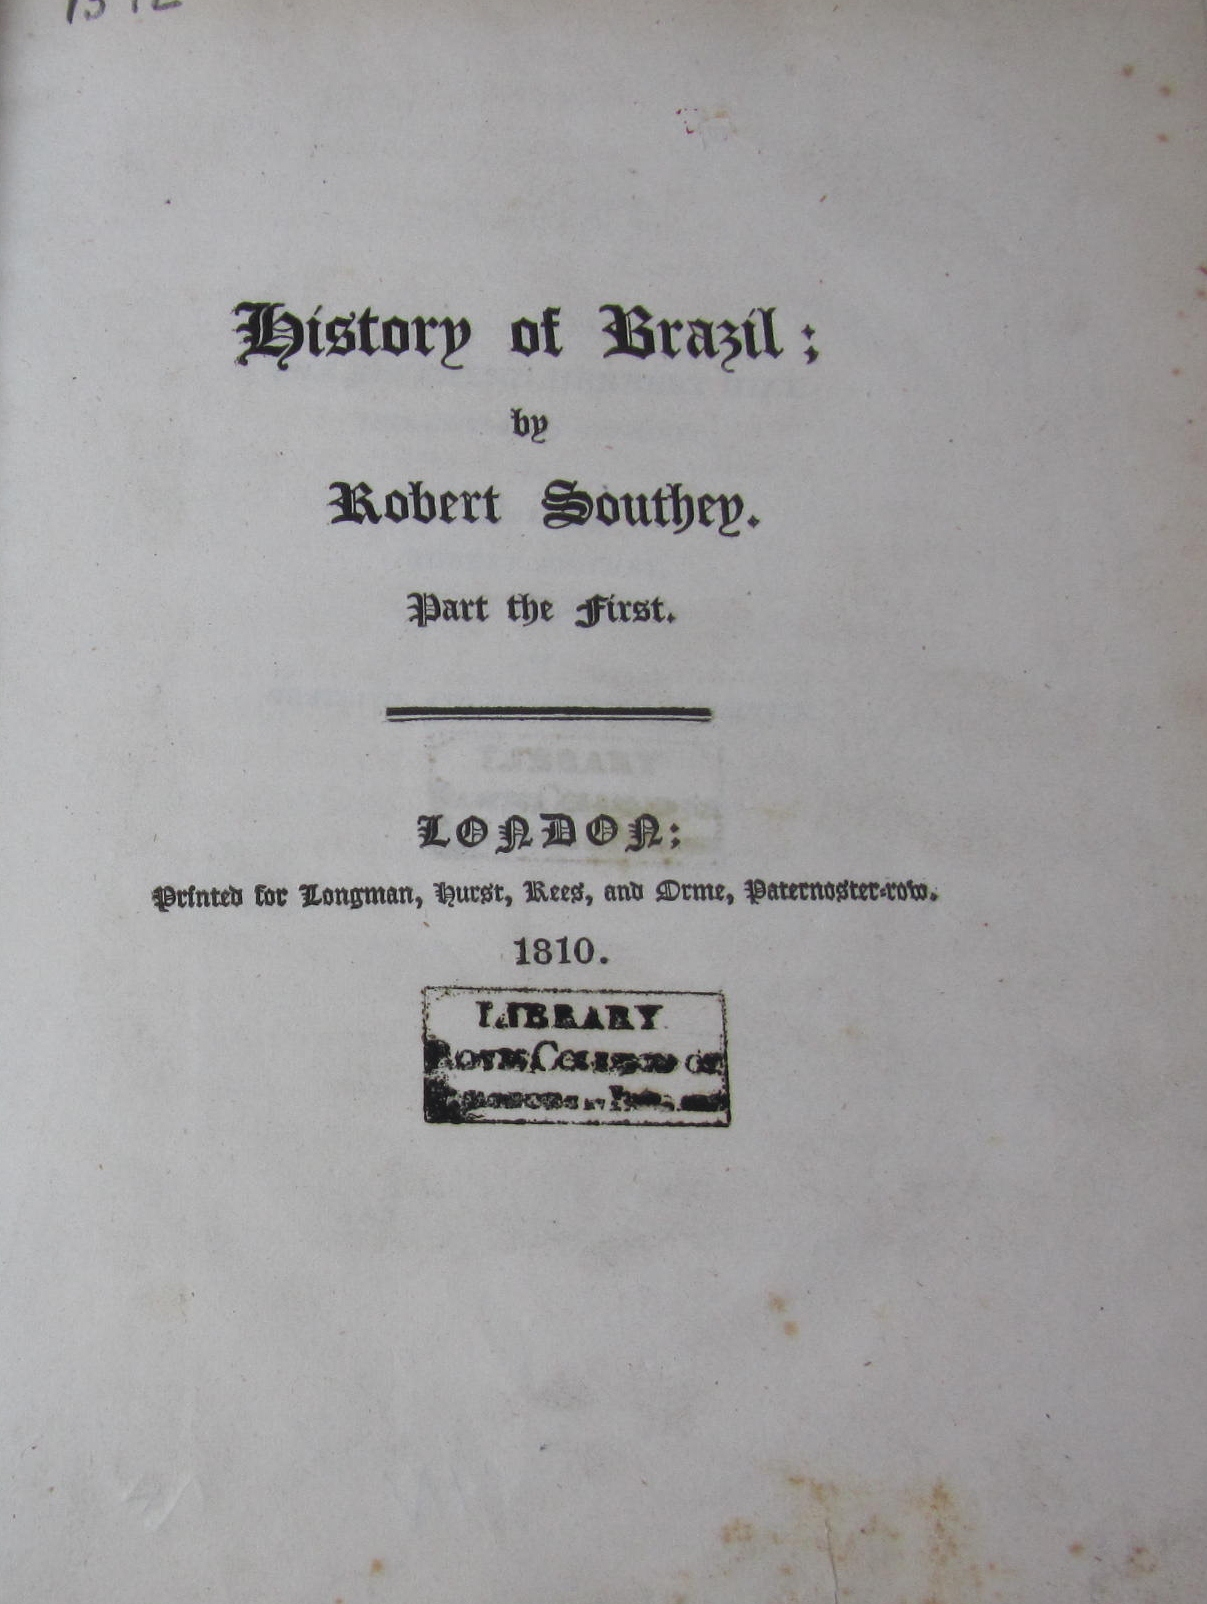 History of Brazil;
by
Robert Southey.
Part the First.
LONDON;
Printed for Longman, Hurst, Rees, and Orme, Paternoster-row.
1810.
LIBRARY